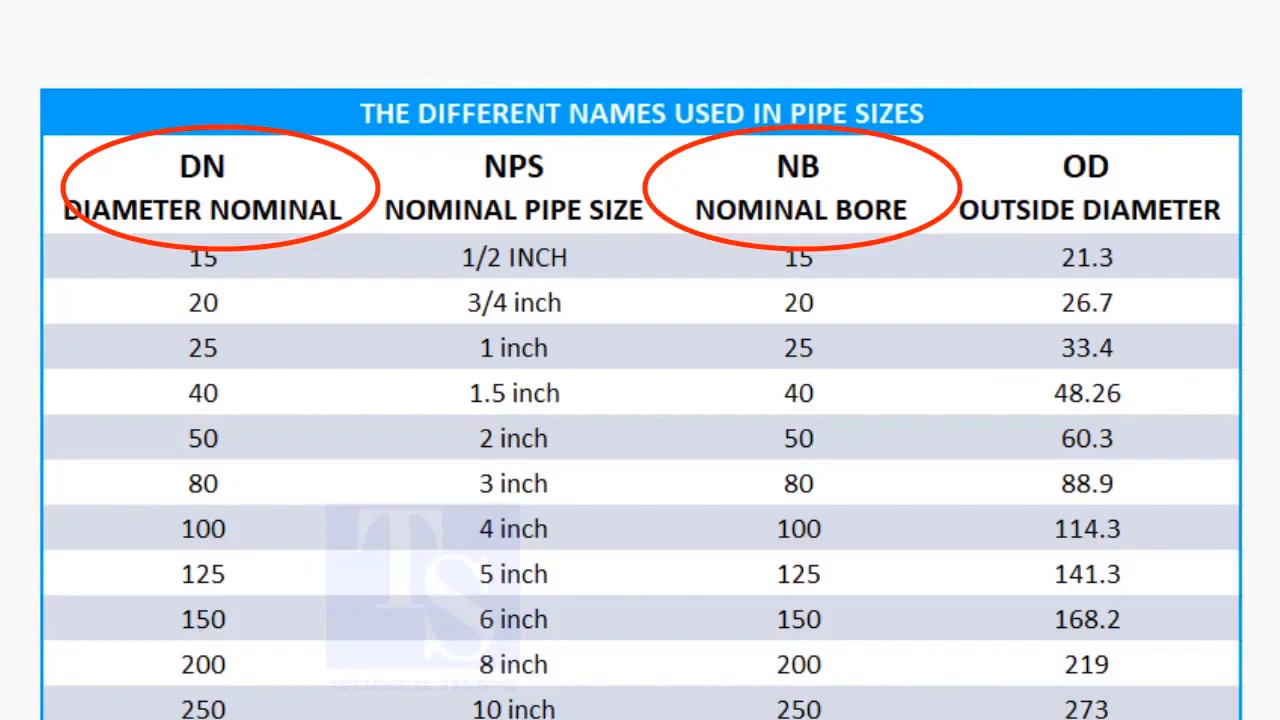 THE DIFFERENT NAMES USED IN PIPE SIZES
DN NPS NB OD
DIAMETER NOMINAL NOMINAL PIPE SIZE NOMINAL BORE OUTSIDE DIAMETER
15 1/2 INCH 15 21.3
20 3/4 inch 20 26.7
25 1 inch 25 33.4
40 1.5 inch 40 48.26
50 2 inch 50 60.3
80 3 inch 80 88.9
100 4 inch 100 114.3
125 5 inch 125 141.3
150 6 inch 150 168.2
200 8 inch 200 219
250 10 inch 250 273
TS